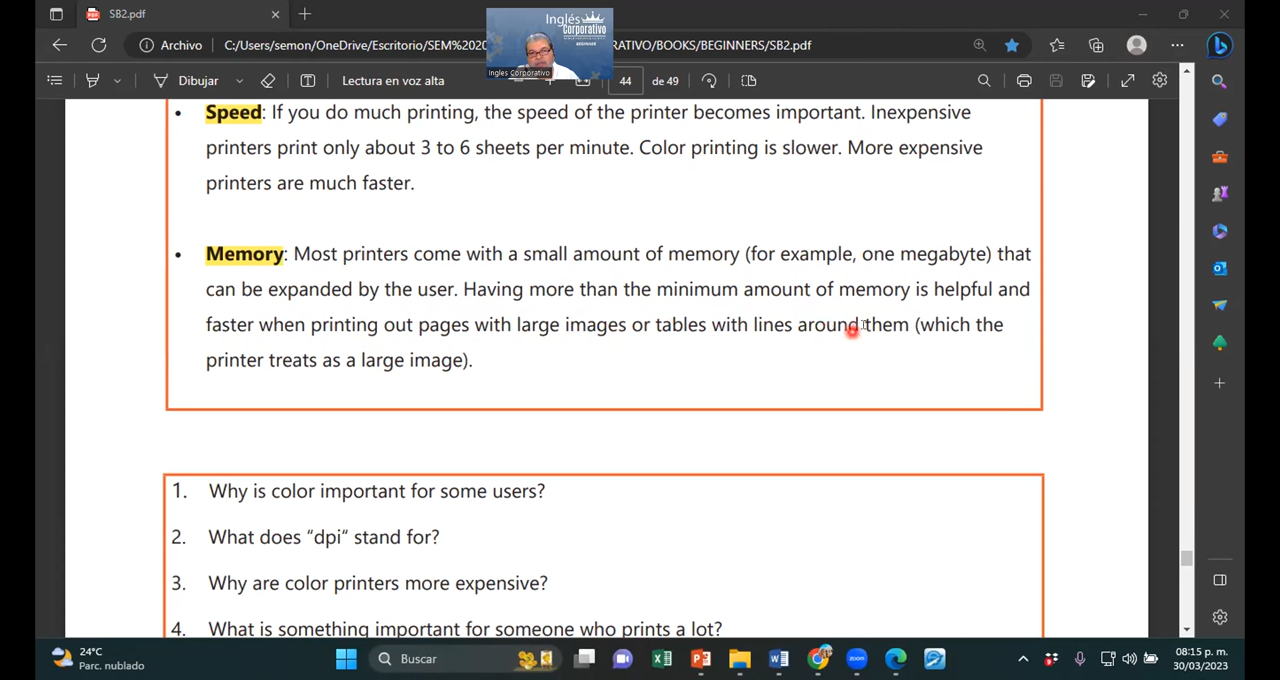 SB2.pdf
Archivo
C:/Users/semon/OneDrive/Escritorio/SEM%20
RATIVO/BOOKS/BEGINNERS/SB2.pdf
Inglés
Corporativo
BEGINNER
Ingles Corporativo
Dibujar
Lectura en voz alta
44
de 49
• Speed: If you do much printing, the speed of the printer becomes important. Inexpensive
printers print only about 3 to 6 sheets per minute. Color printing is slower. More expensive
printers are much faster.
• Memory: Most printers come with a small amount of memory (for example, one megabyte) that
can be expanded by the user. Having more than the minimum amount of memory is helpful and
faster when printing out pages with large images or tables with lines around them (which the
printer treats as a large image).
1. Why is color important for some users?
2. What does “dpi“ stand for?
3. Why are color printers more expensive?
4. What is something important for someone who prints a lot?
24°C
Parc. nublado
Buscar
08:15 p. m.
30/03/2023